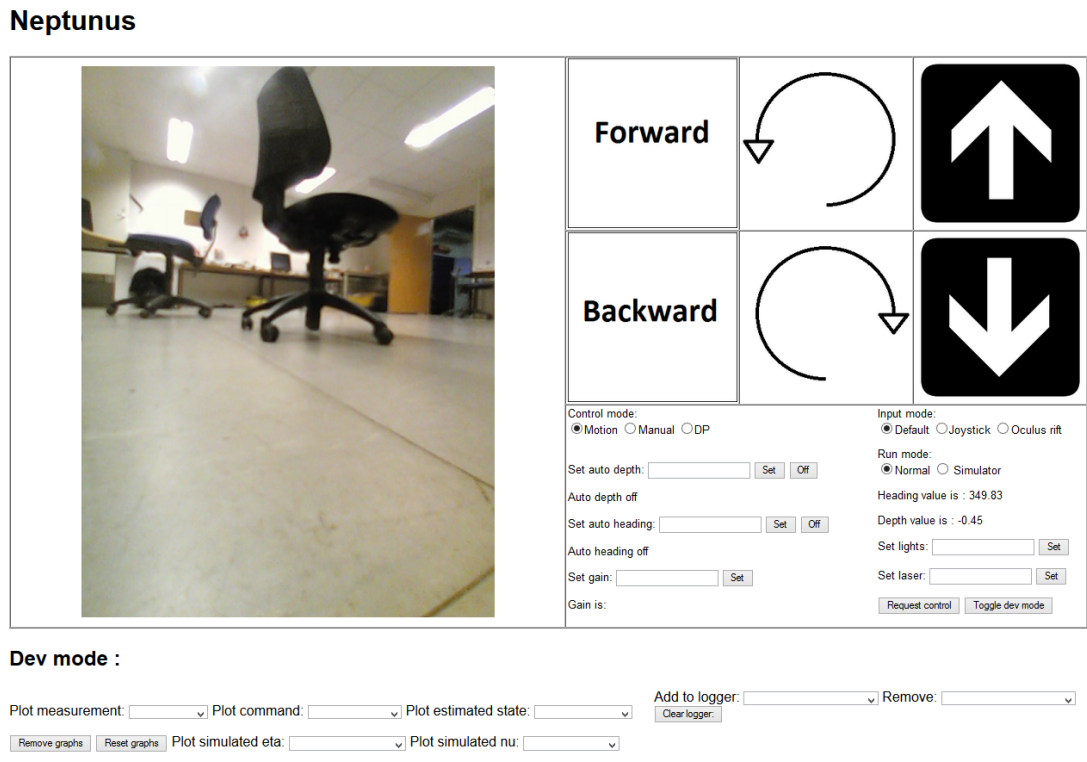 Neptunus
Forward
Backward
Control mode:
Motion Manual DP
Set auto depth: Set Off
Auto depth off
Set auto heading: Set Off
Auto heading off
Set gain: Set
Gain is:
Input mode:
Default Joystick Oculus rift
Run mode:
Normal Simulator
Heading value is : 349.83
Depth value is : -0.45
Set lights: Set
Set laser: Set
Request control Toggle dev mode
Dev mode :
Plot measurement: Plot command: Plot estimated state:
Add to logger: Remove:
Clear logger:
Remove graphs Reset graphs Plot simulated eta: Plot simulated nu: